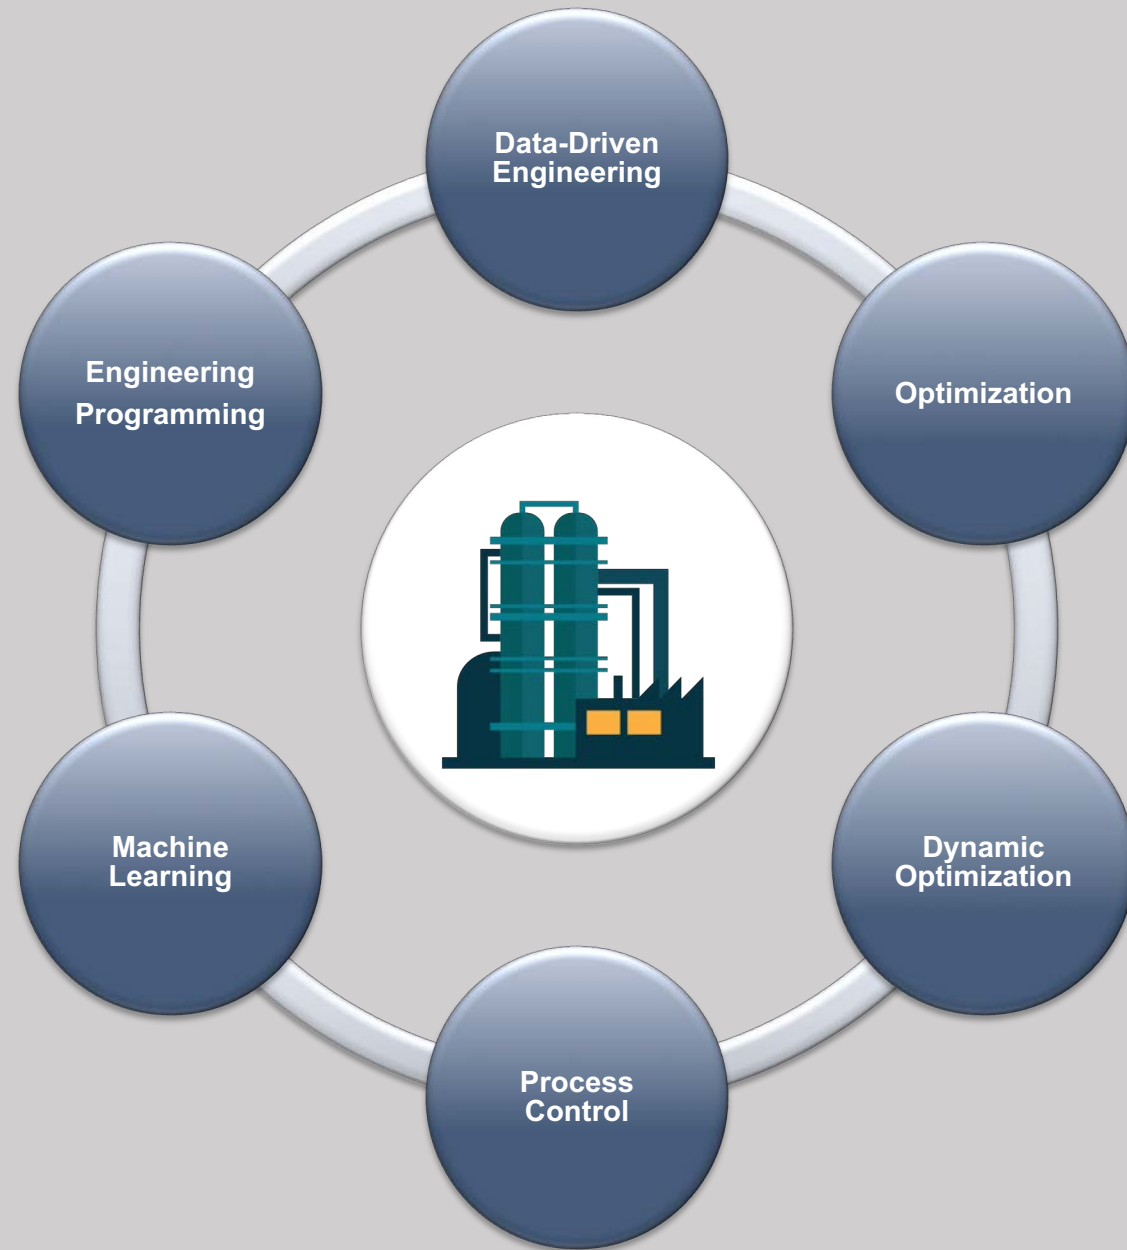 Data-Driven
Engineering
Optimization
Dynamic
Optimization
Process
Control
Machine
Learning
Engineering
Programming